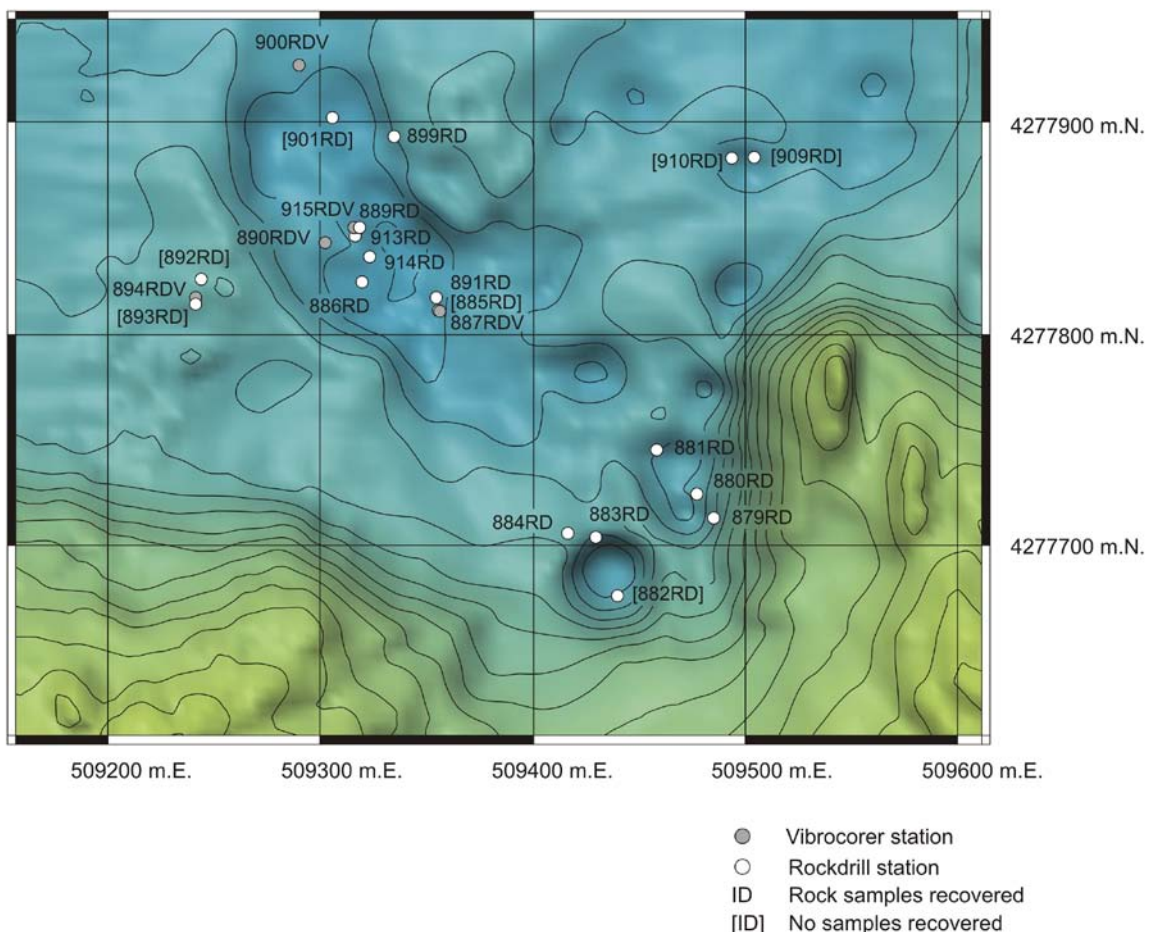 900RDV
[901RD]
899RD
4277900 m.N.
[910RD]
[909RD]
915RDV
889RD
890RDV
913RD
914RD
[892RD]
894RDV
[893RD]
886RD
891RD
[885RD]
887RDV
4277800 m.N.
881RD
880RD
884RD
883RD
879RD
4277700 m.N.
[882RD]
509200 m.E.
509300 m.E.
509400 m.E.
509500 m.E.
509600 m.E.
Vibrocorer station
Rockdrill station
ID Rock samples recovered
[ID] No samples recovered